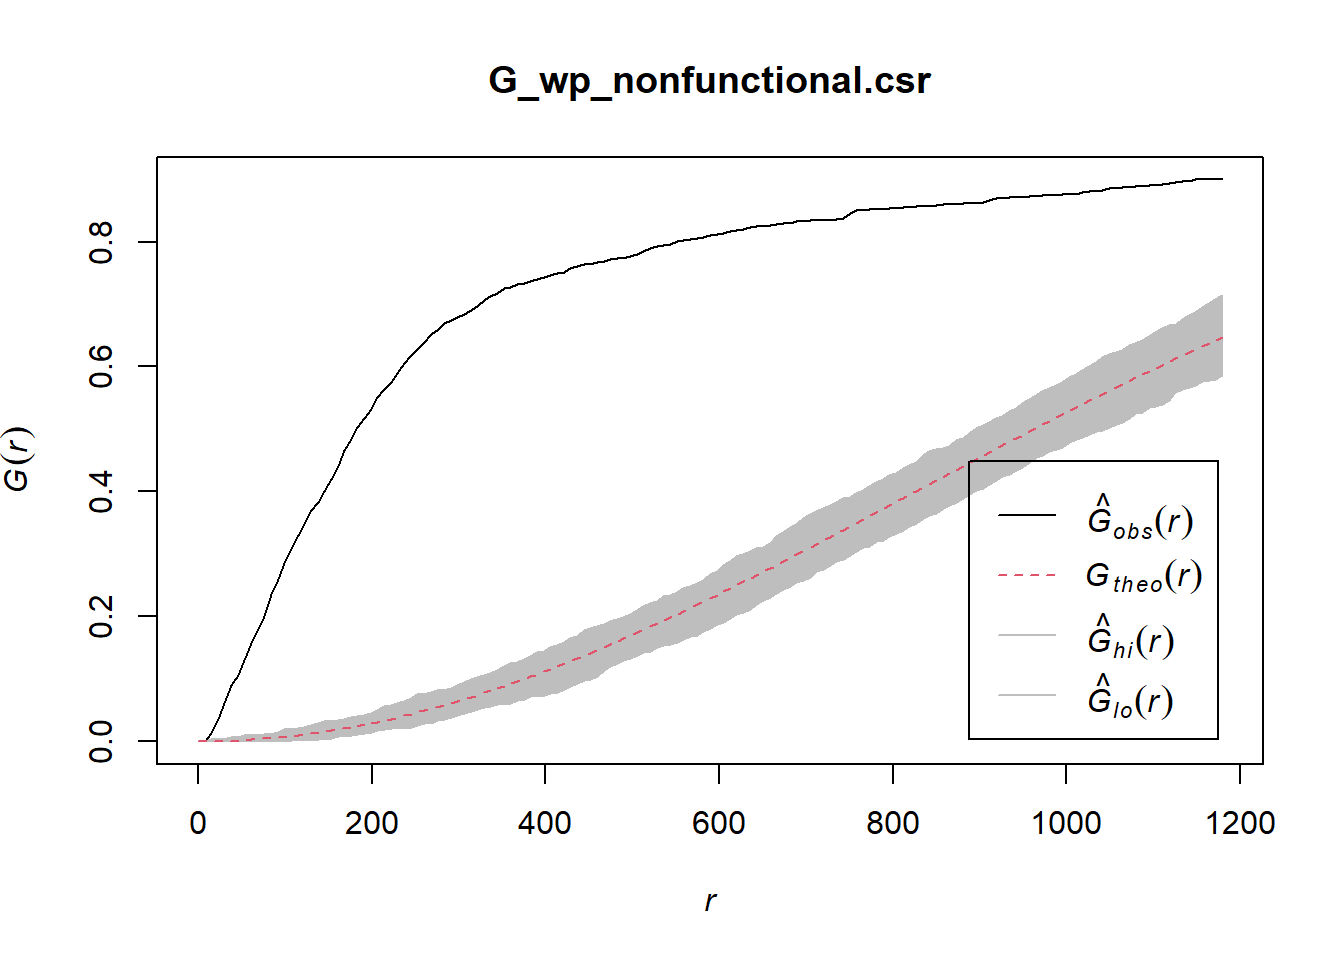 G_wp_nonfunctional.csr
G(r)
0.8
0.6
0.4
0.2
0.0
Ĝobs(r)
Gtheo(r)
Ĝhi(r)
Ĝlo(r)
0 200 400 600 800 1000 1200
r